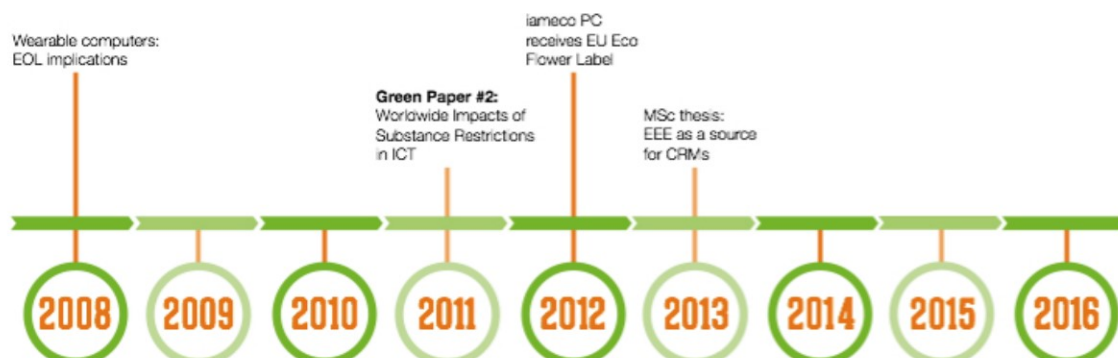 Wearable computers:
EOL implications
Green Paper #2:
Worldwide Impacts of
Substance Restrictions
in ICT
iameco PC
receives EU Eco
Flower Label
MSc thesis:
EEE as a source
for CRMs
2008
2009
2010
2011
2012
2013
2014
2015
2016